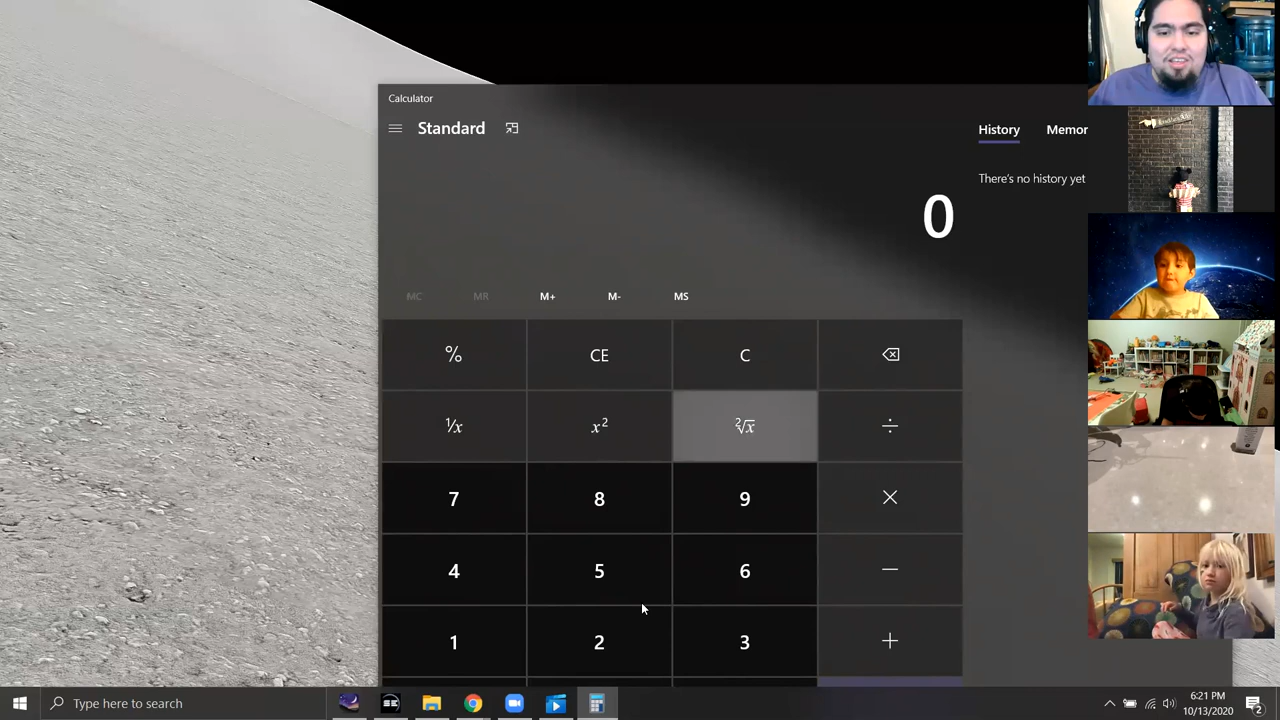 Calculator
Standard
History Memor
There's no history yet
0
MC MR M+ M- MS
% CE C
1/x x² ²√x ÷
7 8 9 ×
4 5 6 −
1 2 3 +
Type here to search
6:21 PM
10/13/2020
2